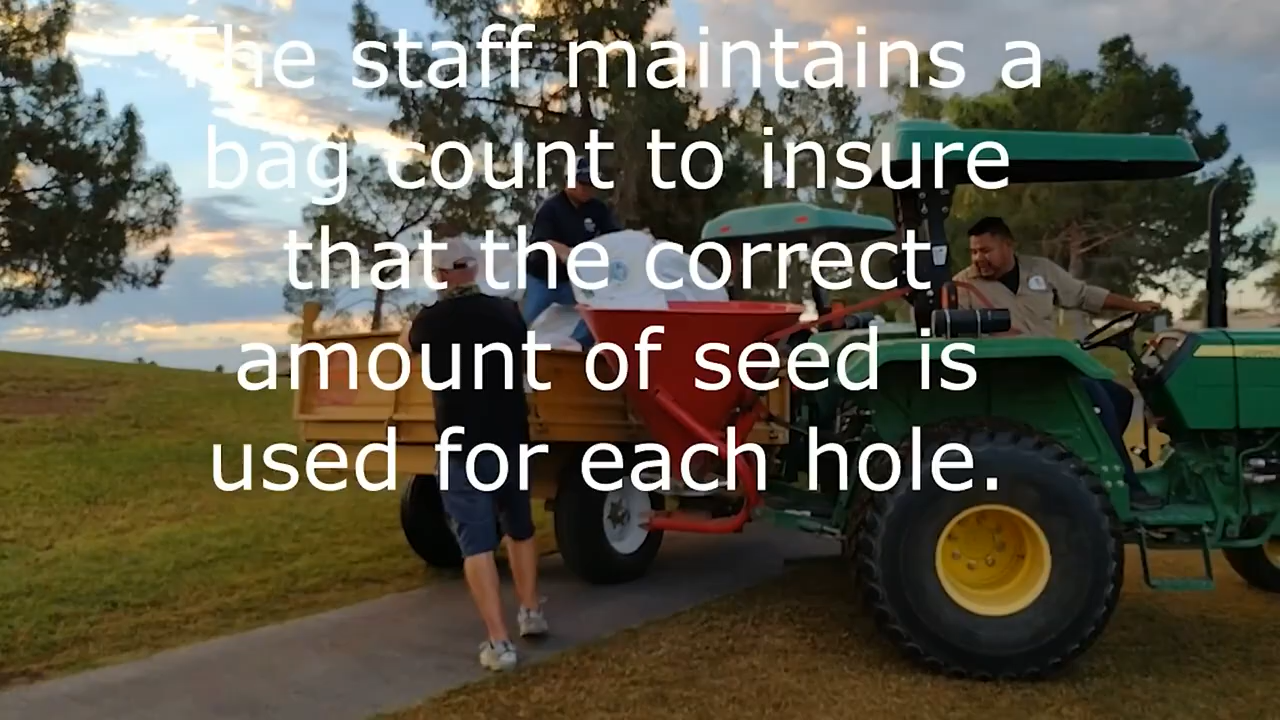 The staff maintains a
bag count to insure
that the correct
amount of seed is
used for each hole.